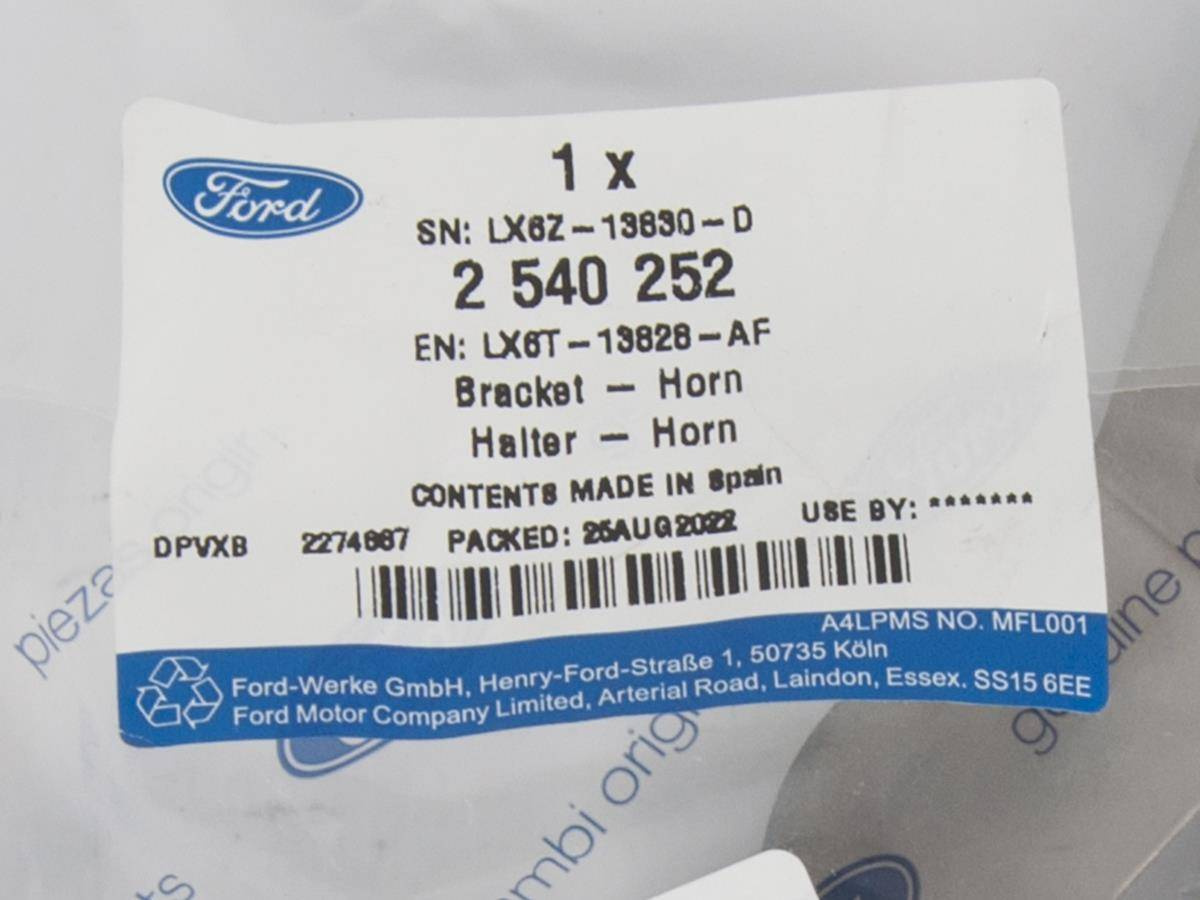 Ford
1 x
SN: LX6Z-13830-D
2 540 252
EN: LX6T-13828-AF
Bracket - Horn
Halter - Horn
CONTENTS MADE IN Spain
DPVXB 2274887 PACKED: 25AUG2022 USE BY: *******
A4LPMS NO. MFL001
Ford-Werke GmbH, Henry-Ford-Straße 1, 50735 Köln
Ford Motor Company Limited, Arterial Road, Laindon, Essex. SS15 6EE